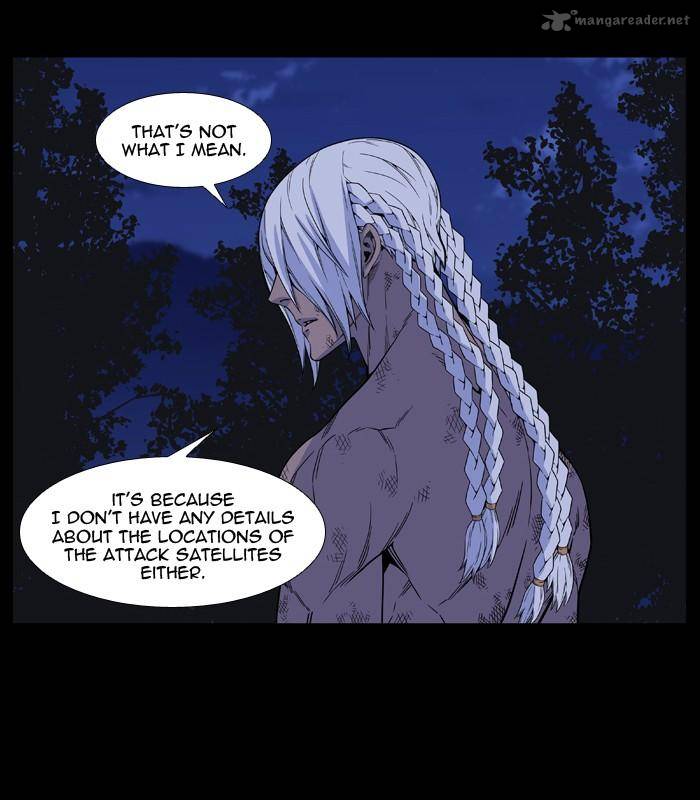 mangareader.net
THAT'S NOT
WHAT I MEAN.
IT'S BECAUSE
I DON'T HAVE ANY DETAILS
ABOUT THE LOCATIONS OF
THE ATTACK SATELLITES
EITHER.